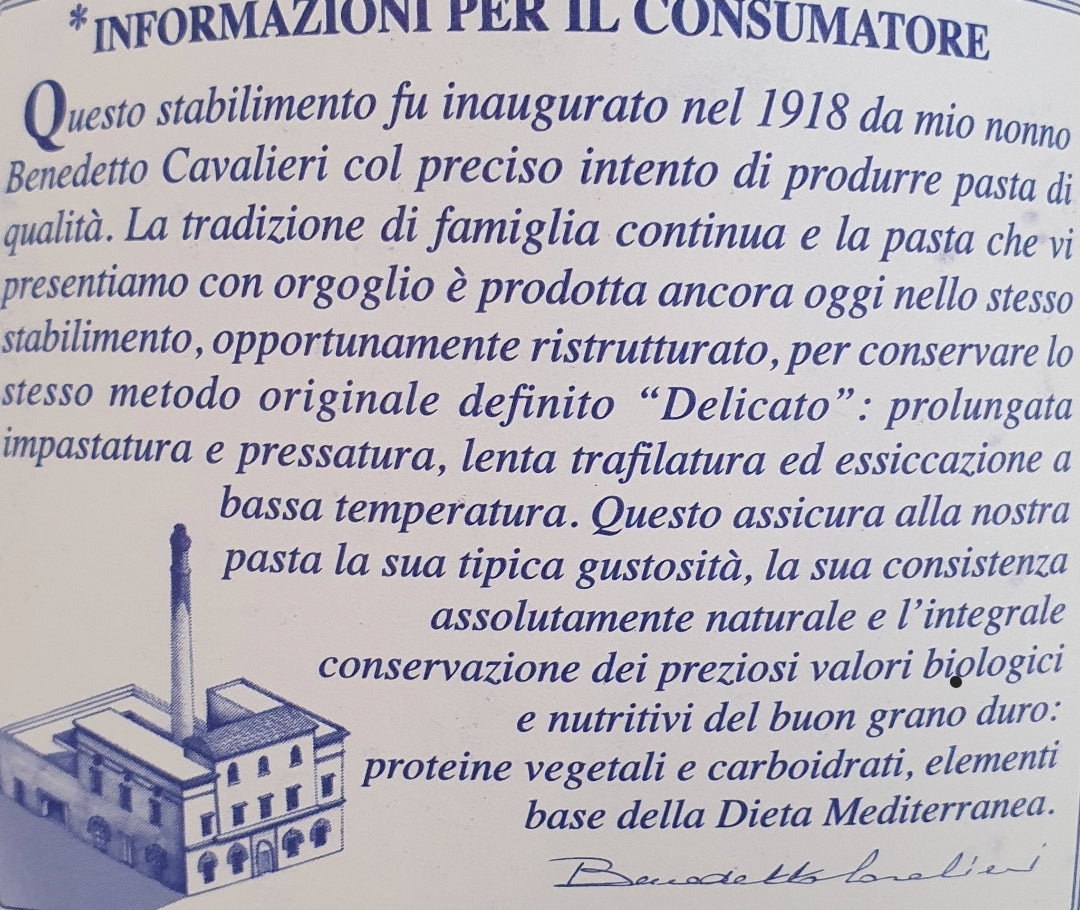 *INFORMAZIONI PER IL CONSUMATORE
Questo stabilimento fu inaugurato nel 1918 da mio nonno
Benedetto Cavalieri col preciso intento di produrre pasta di
qualità. La tradizione di famiglia continua e la pasta che vi
presentiamo con orgoglio è prodotta ancora oggi nello stesso
stabilimento, opportunamente ristrutturato, per conservare lo
stesso metodo originale definito “Delicato”: prolungata
impastatura e pressatura, lenta trafilatura ed essiccazione a
bassa temperatura. Questo assicura alla nostra
pasta la sua tipica gustosità, la sua consistenza
assolutamente naturale e l’integrale
conservazione dei preziosi valori biologici
e nutritivi del buon grano duro:
proteine vegetali e carboidrati, elementi
base della Dieta Mediterranea.
Benedetto Cavalieri